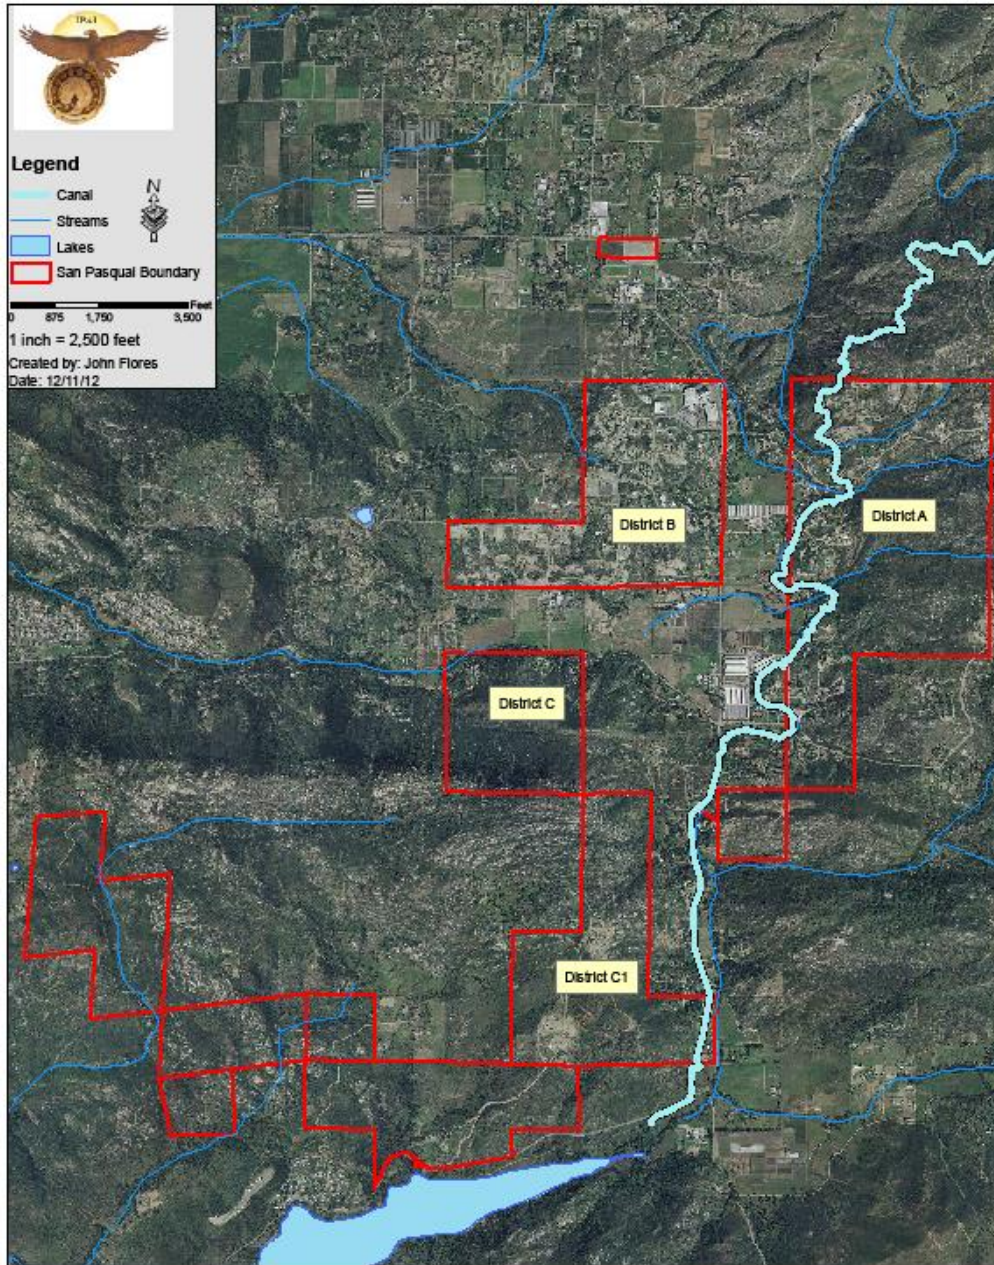 Legend
N
Canal
Streams
Lakes
San Pasqual Boundary
Feet
0 875 1,750 3,500
1 inch = 2,500 feet
Created by: John Flores
Date: 12/11/12
District B
District A
District C
District C1